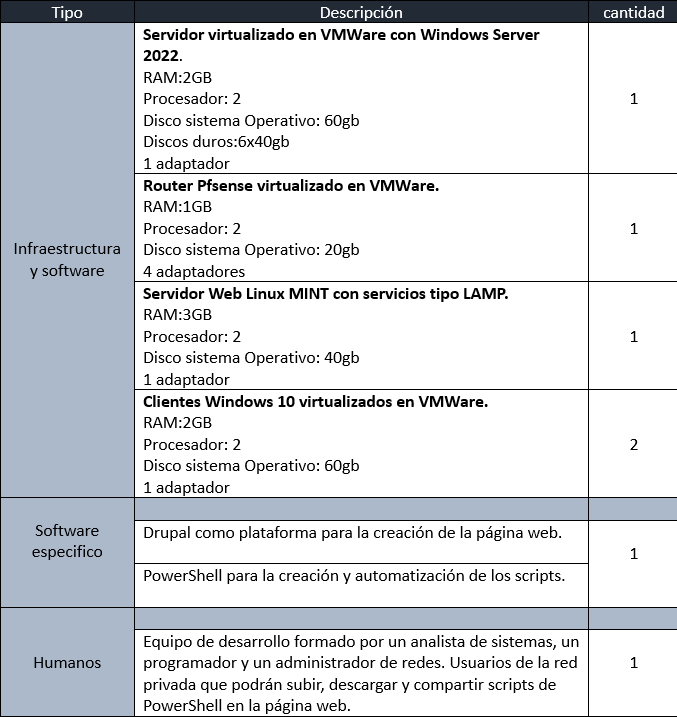 Tipo
Descripción
cantidad
Infraestructura
y software
Servidor virtualizado en VMWare con Windows Server
2022.
RAM:2GB
Procesador: 2
Disco sistema Operativo: 60gb
Discos duros:6x40gb
1 adaptador
1
Router Pfsense virtualizado en VMWare.
RAM:1GB
Procesador: 2
Disco sistema Operativo: 20gb
4 adaptadores
1
Servidor Web Linux MINT con servicios tipo LAMP.
RAM:3GB
Procesador: 2
Disco sistema Operativo: 40gb
1 adaptador
1
Clientes Windows 10 virtualizados en VMWare.
RAM:2GB
Procesador: 2
Disco sistema Operativo: 60gb
1 adaptador
2
Software
especifico
Drupal como plataforma para la creación de la página web.
PowerShell para la creación y automatización de los scripts.
1
Humanos
Equipo de desarrollo formado por un analista de sistemas, un
programador y un administrador de redes. Usuarios de la red
privada que podrán subir, descargar y compartir scripts de
PowerShell en la página web.
1